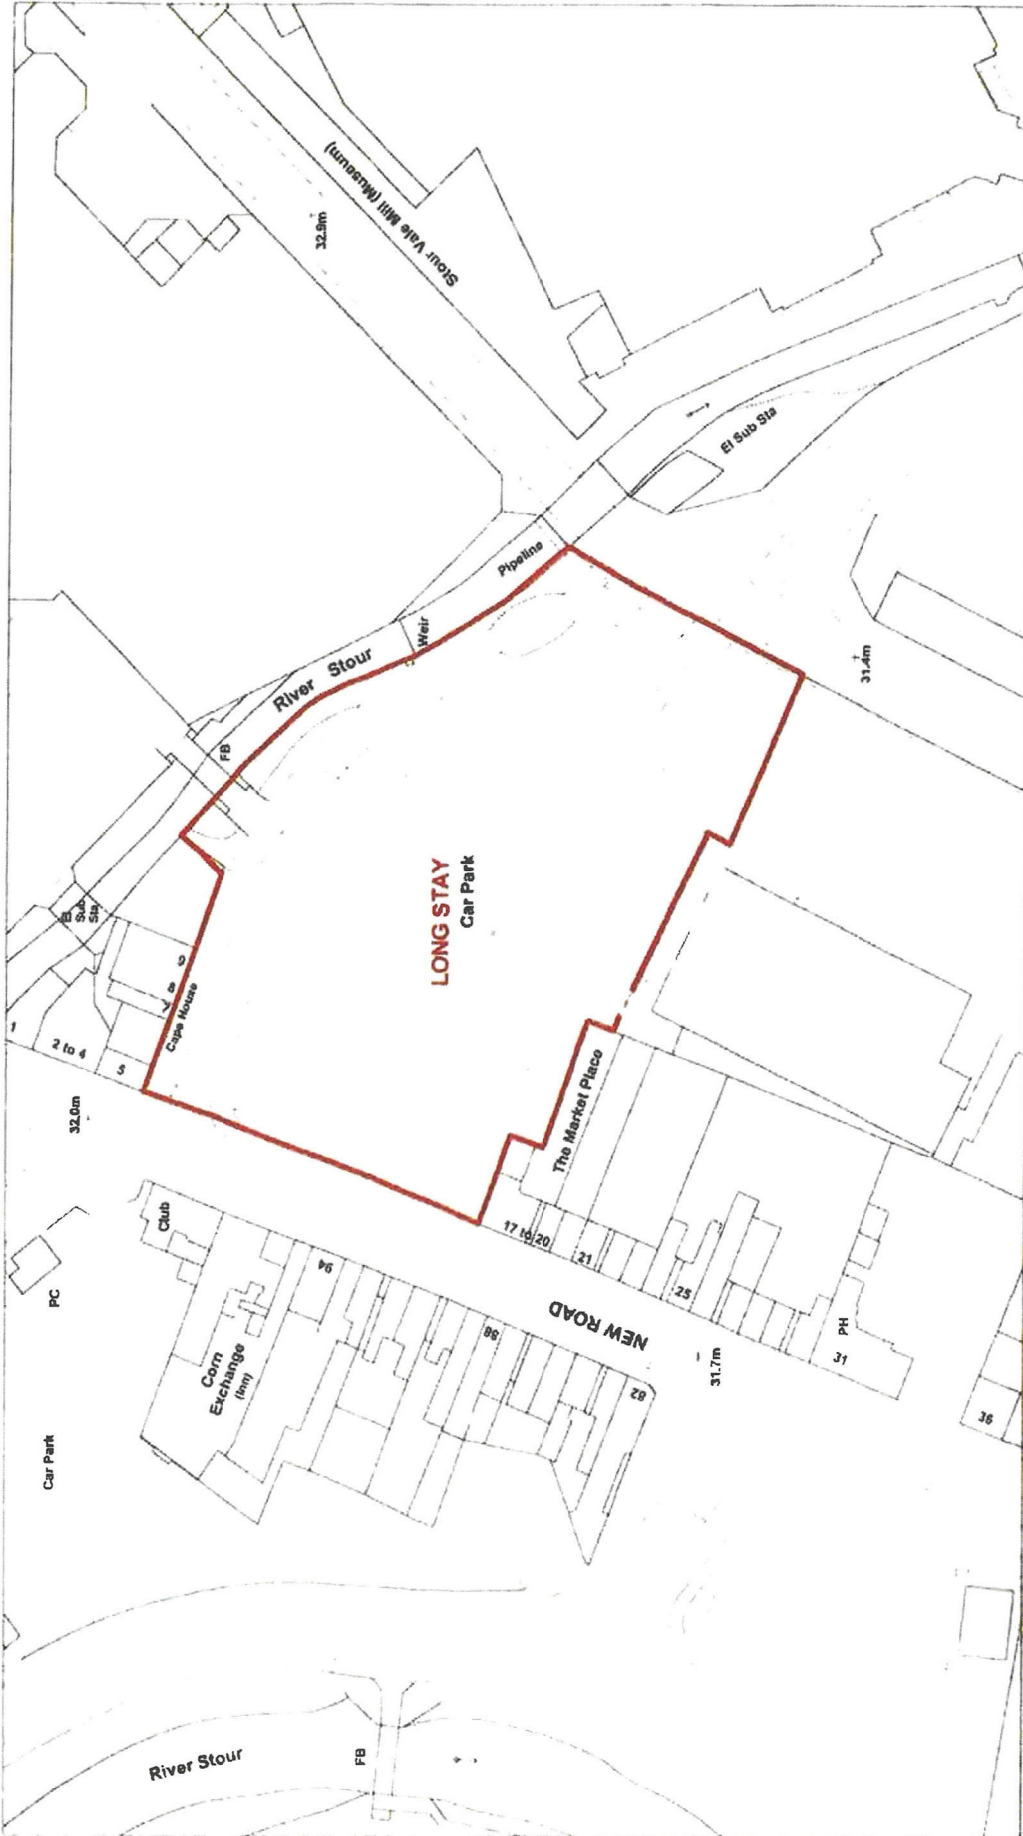 Stour Vale Mill (Museum)
32.9m
El Sub Sta
Pipeline
Weir
River Stour
FB
31.4m
El
Sub
Sta
9
8
7
Cape House
5
2 to 4
1
32.0m
LONG STAY
Car Park
The Market Place
17 to 20
21
25
PH
31
36
NEW ROAD
31.7m
Club
PC
Corn
Exchange
(Inn)
94
88
82
Car Park
River Stour
FB